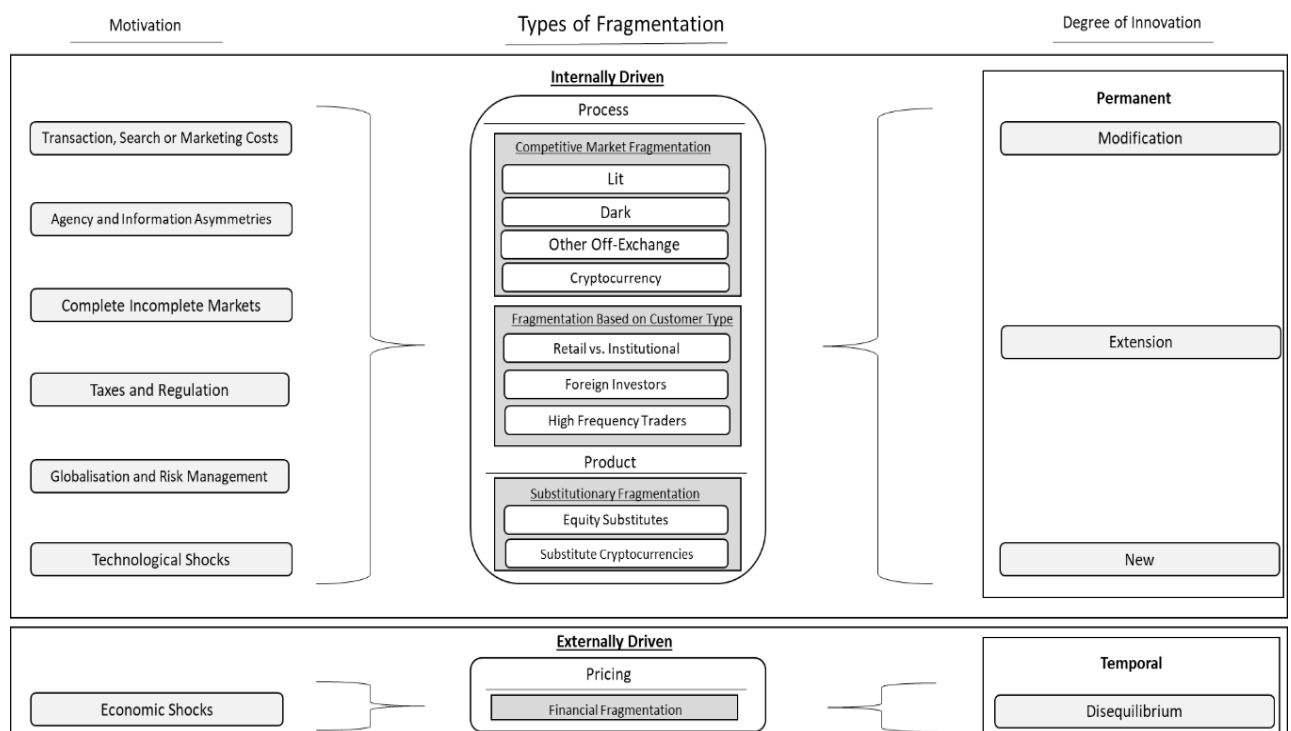 Motivation
Types of Fragmentation
Degree of Innovation
Internally Driven
Process
Competitive Market Fragmentation
Lit
Dark
Other Off-Exchange
Cryptocurrency
Fragmentation Based on Customer Type
Retail vs. Institutional
Foreign Investors
High Frequency Traders
Product
Substitutionary Fragmentation
Equity Substitutes
Substitute Cryptocurrencies
Transaction, Search or Marketing Costs
Agency and Information Asymmetries
Complete Incomplete Markets
Taxes and Regulation
Globalisation and Risk Management
Technological Shocks
Permanent
Modification
Extension
New
Externally Driven
Pricing
Financial Fragmentation
Economic Shocks
Temporal
Disequilibrium